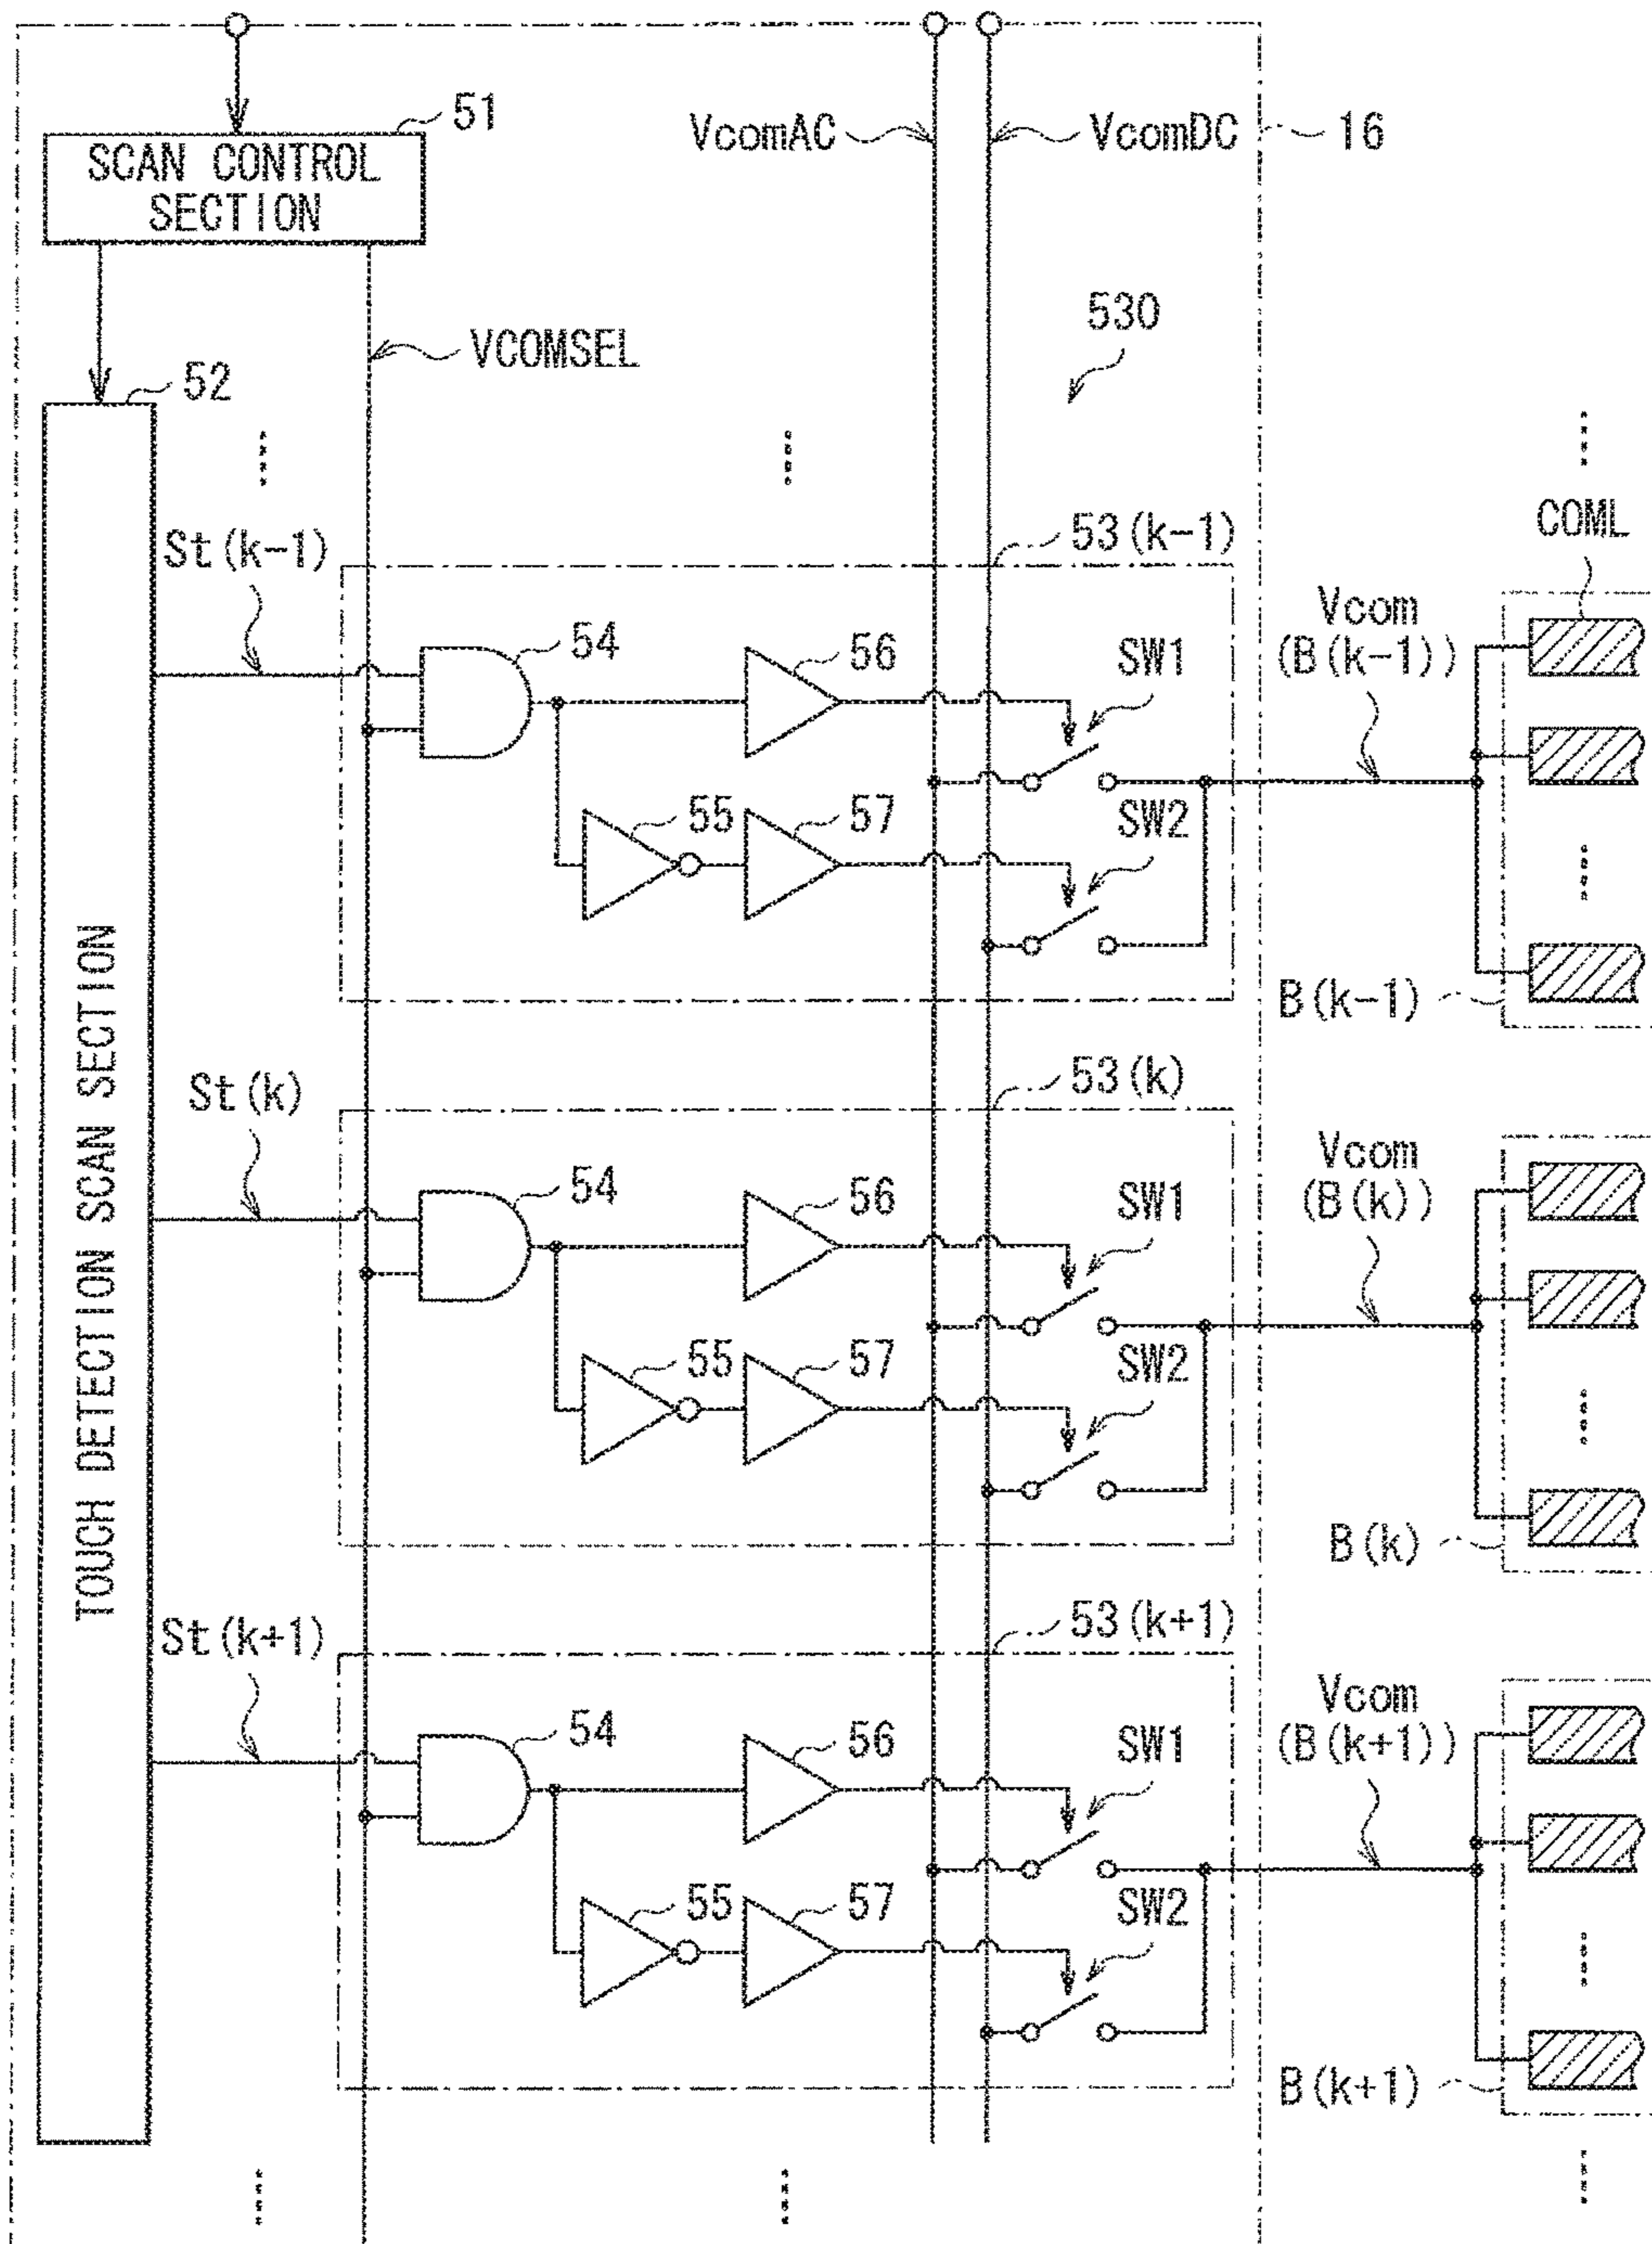 51
SCAN CONTROL
SECTION
VcomAC
VcomDC
16
530
VCOMSEL
52
TOUCH DETECTION SCAN SECTION
COML
St(k-1)
53(k-1)
54
56
SW1
Vcom
(B(k-1))
55
57
SW2
B(k-1)
St(k)
53(k)
54
56
SW1
Vcom
(B(k))
55
57
SW2
B(k)
St(k+1)
53(k+1)
54
56
SW1
Vcom
(B(k+1))
55
57
SW2
B(k+1)